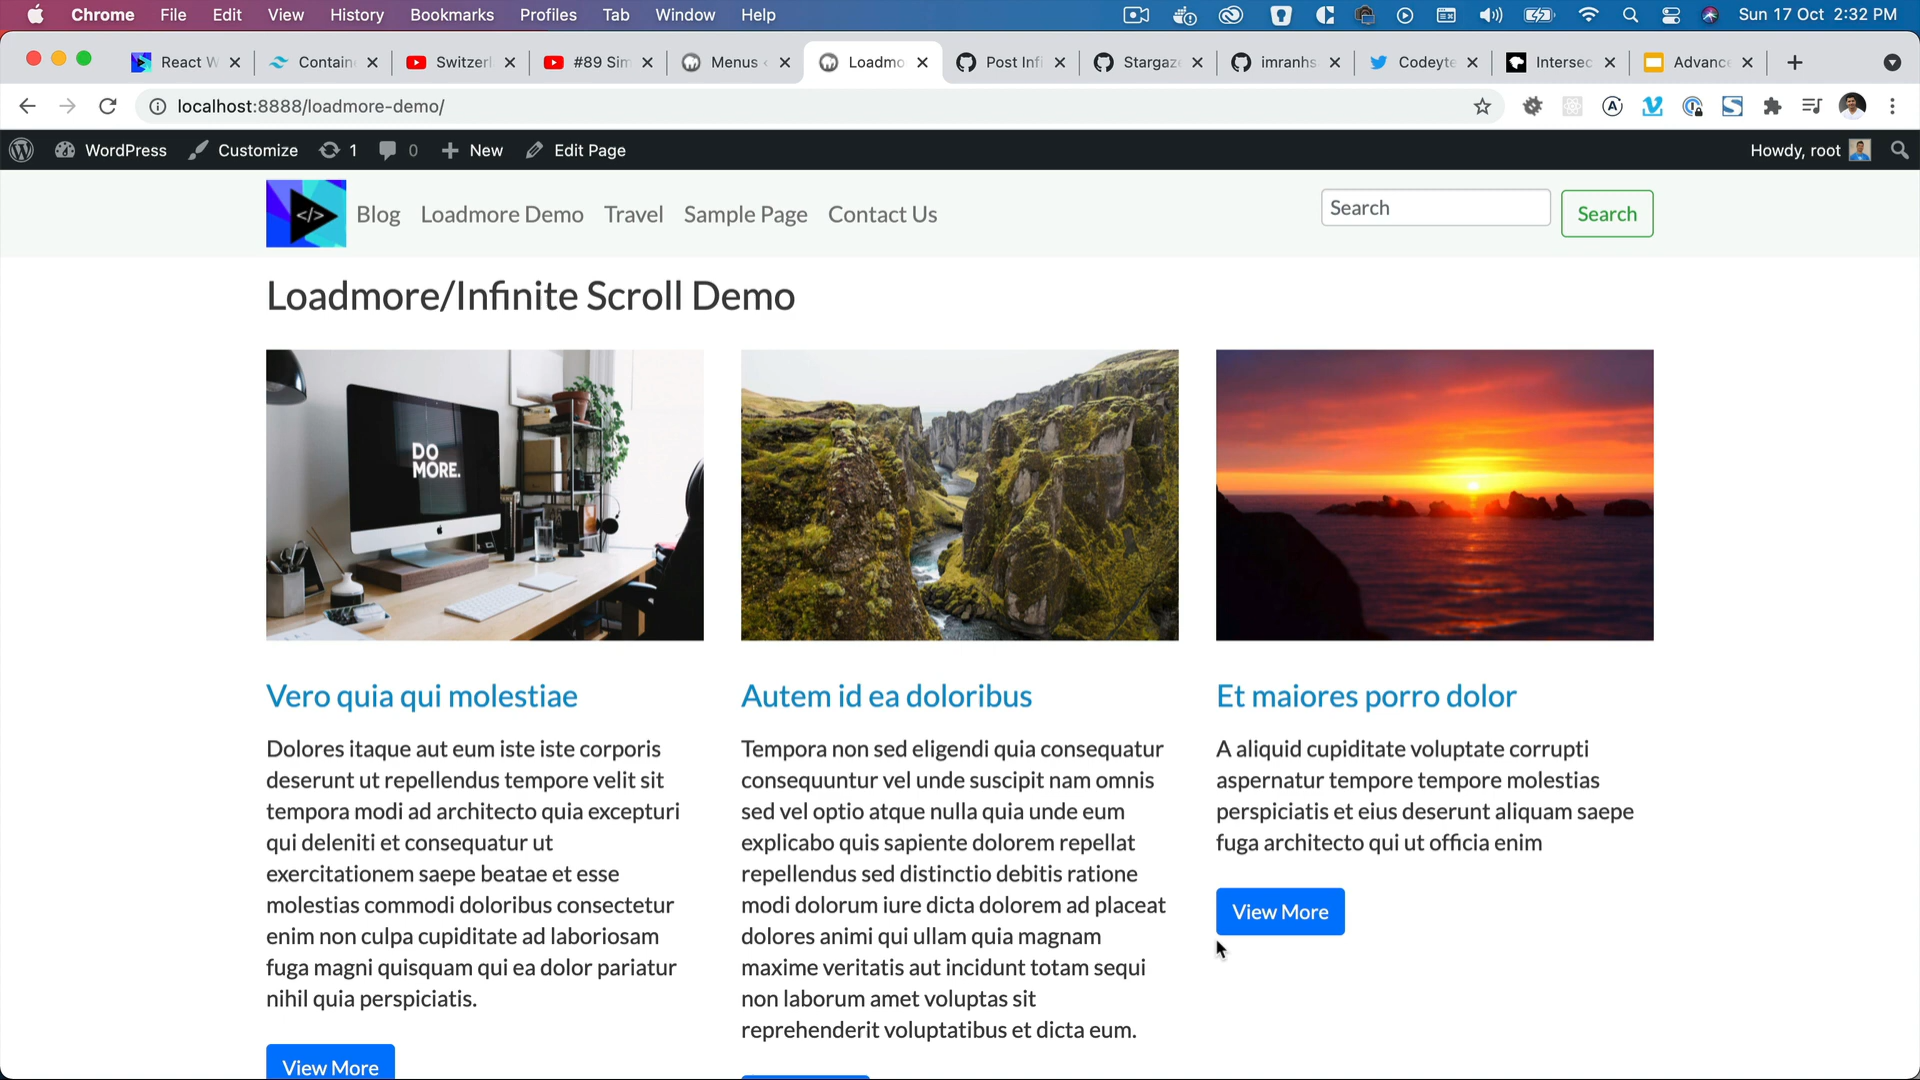 Chrome File Edit View History Bookmarks Profiles Tab Window Help Sun 17 Oct 2:32 PM
React W Contain Switzerl #89 Sim Menus Loadmo Post Infi Stargaz imranhs Codeyte Intersec Advanc
localhost:8888/loadmore-demo/
WordPress Customize 1 0 New Edit Page Howdy, root
</> Blog Loadmore Demo Travel Sample Page Contact Us Search Search
Loadmore/Infinite Scroll Demo
DO
MORE.
Vero quia qui molestiae
Dolores itaque aut eum iste iste corporis
deserunt ut repellendus tempore velit sit
tempora modi ad architecto quia excepturi
qui deleniti et consequatur ut
exercitationem saepe beatae et esse
molestias commodi doloribus consectetur
enim non culpa cupiditate ad laboriosam
fuga magni quisquam qui ea dolor pariatur
nihil quia perspiciatis.
View More
Autem id ea doloribus
Tempora non sed eligendi quia consequatur
consequuntur vel unde suscipit nam omnis
sed vel optio atque nulla quia unde eum
explicabo quis sapiente dolorem repellat
repellendus sed distinctio debitis ratione
modi dolorum iure dicta dolorem ad placeat
dolores animi qui ullam quia magnam
maxime veritatis aut incidunt totam sequi
non laborum amet voluptas sit
reprehenderit voluptatibus et dicta eum.
Et maiores porro dolor
A aliquid cupiditate voluptate corrupti
aspernatur tempore tempore molestias
perspiciatis et eius deserunt aliquam saepe
fuga architecto qui ut officia enim
View More